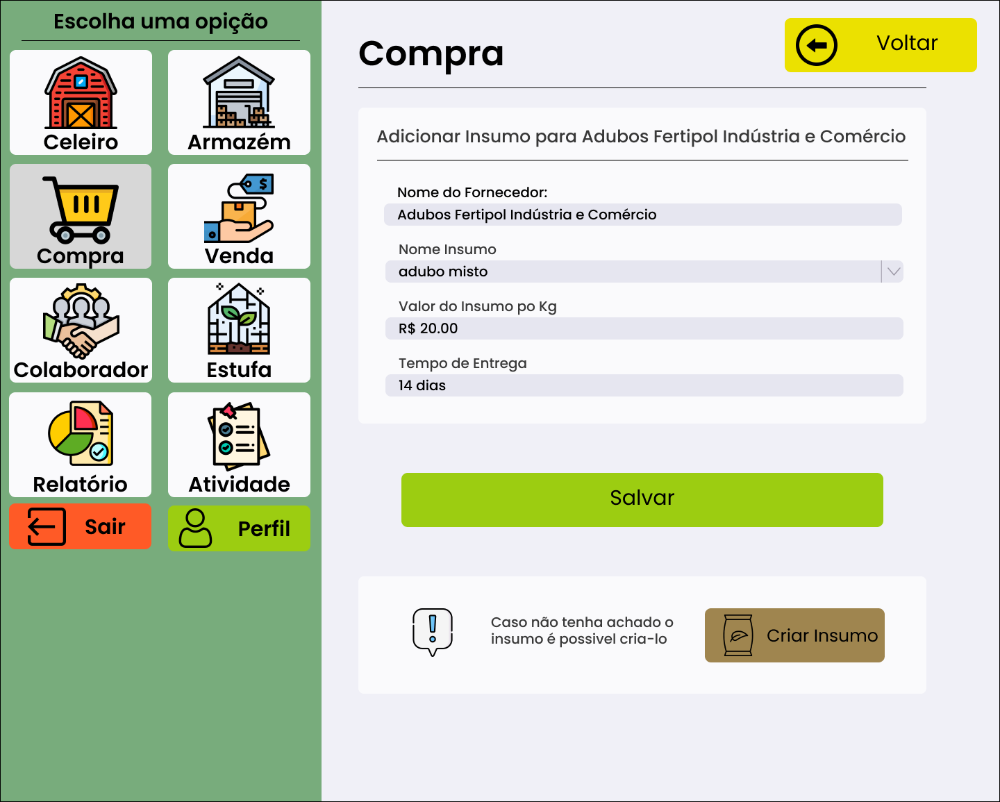 Escolha uma opição
Celeiro
Armazém
Compra
Venda
Colaborador
Estufa
Relatório
Atividade
Sair
Perfil
Compra
Voltar
Adicionar Insumo para Adubos Fertipol Indústria e Comércio
Nome do Fornecedor:
Adubos Fertipol Indústria e Comércio
Nome Insumo
adubo misto
Valor do Insumo po Kg
R$ 20.00
Tempo de Entrega
14 dias
Salvar
Caso não tenha achado o
insumo é possivel cria-lo
Criar Insumo